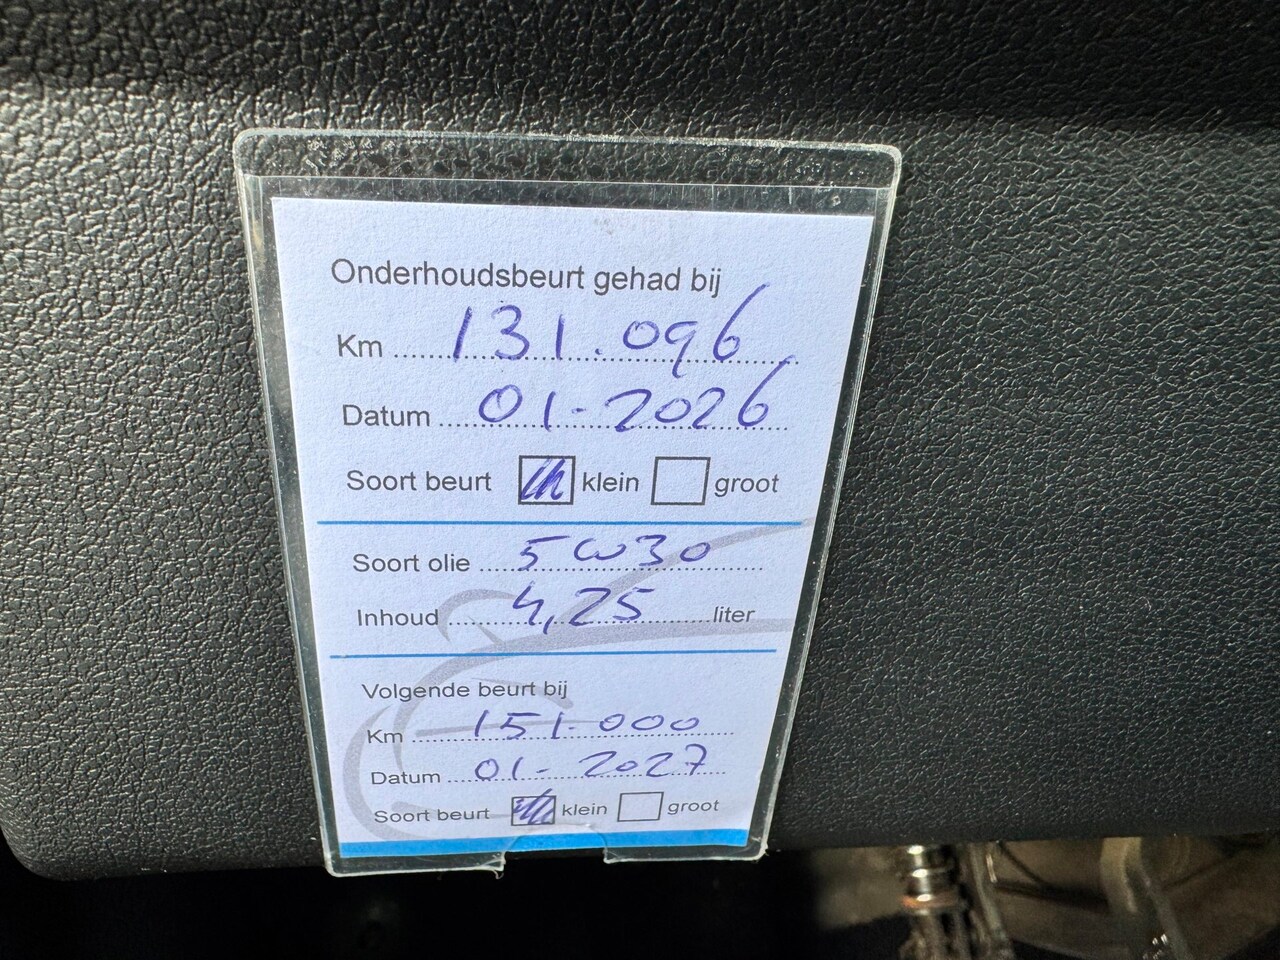 Onderhoudsbeurt gehad bij
Km ........ 131.096
Datum ........ 01-2026
Soort beurt klein groot
Soort olie ........ 5W30
Inhoud ........ 4,25 ........ liter
Volgende beurt bij
Km ........ 151.000
Datum ........ 01-2027
Soort beurt klein groot